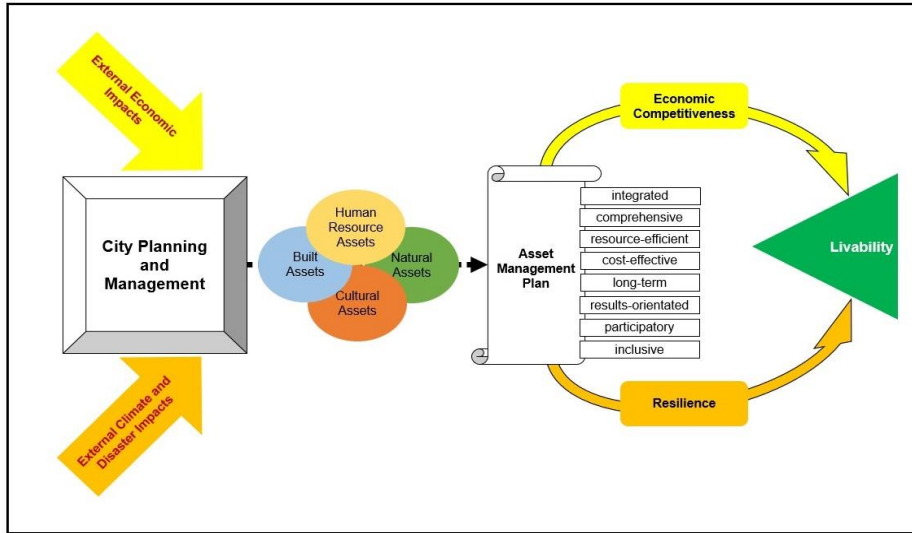 External Economic
Impacts
City Planning
and
Management
External Climate and
Disaster Impacts
Human
Resource
Assets
Built
Assets
Natural
Assets
Cultural
Assets
Asset
Management
Plan
integrated
comprehensive
resource-efficient
cost-effective
long-term
results-orientated
participatory
inclusive
Economic
Competitiveness
Resilience
Livability